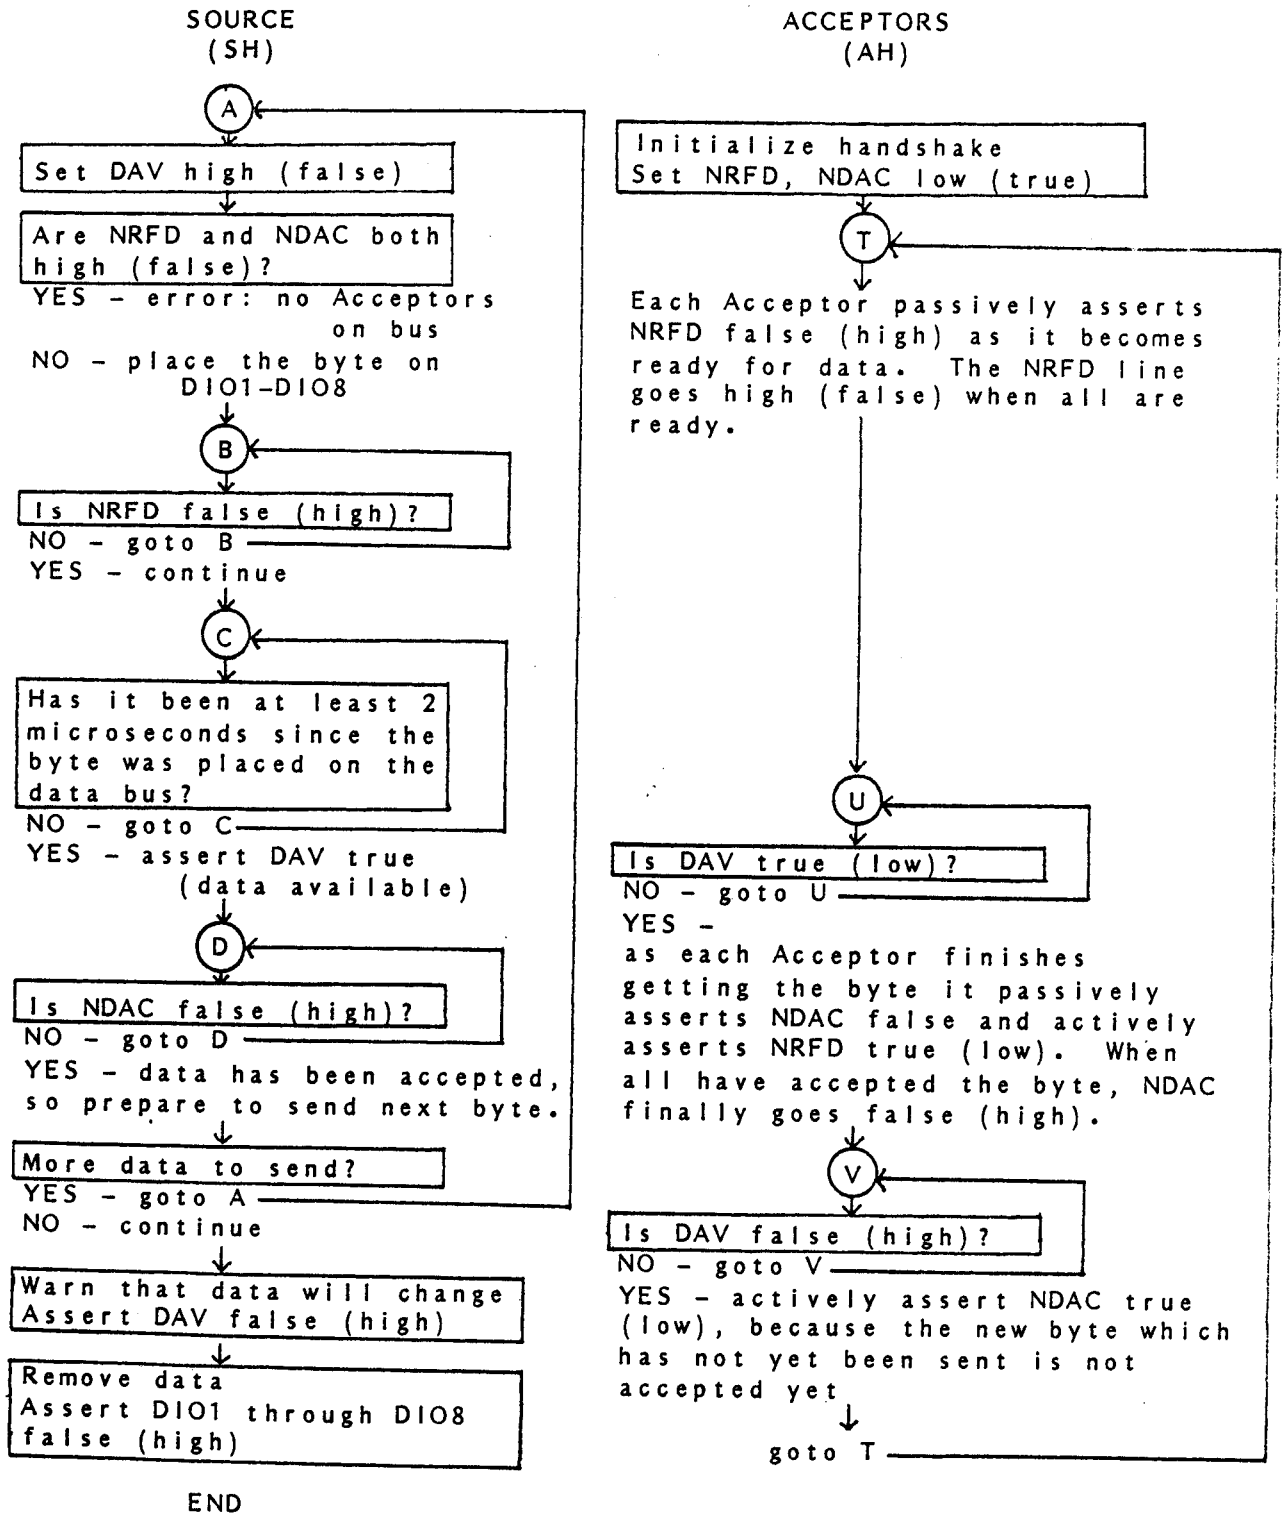 SOURCE
(SH)
A
Set DAV high (false)
Are NRFD and NDAC both
high (false)?
YES - error: no Acceptors
on bus
NO - place the byte on
DIO1-DIO8
B
Is NRFD false (high)?
NO - goto B
YES - continue
C
Has it been at least 2
microseconds since the
byte was placed on the
data bus?
NO - goto C
YES - assert DAV true
(data available)
D
Is NDAC false (high)?
NO - goto D
YES - data has been accepted,
so prepare to send next byte.
More data to send?
YES - goto A
NO - continue
Warn that data will change
Assert DAV false (high)
Remove data
Assert DIO1 through DIO8
false (high)
END
ACCEPTORS
(AH)
Initialize handshake
Set NRFD, NDAC low (true)
T
Each Acceptor passively asserts
NRFD false (high) as it becomes
ready for data. The NRFD line
goes high (false) when all are
ready.
U
Is DAV true (low)?
NO - goto U
YES -
as each Acceptor finishes
getting the byte it passively
asserts NDAC false and actively
asserts NRFD true (low). When
all have accepted the byte, NDAC
finally goes false (high).
V
Is DAV false (high)?
NO - goto V
YES - actively assert NDAC true
(low), because the new byte which
has not yet been sent is not
accepted yet
goto T